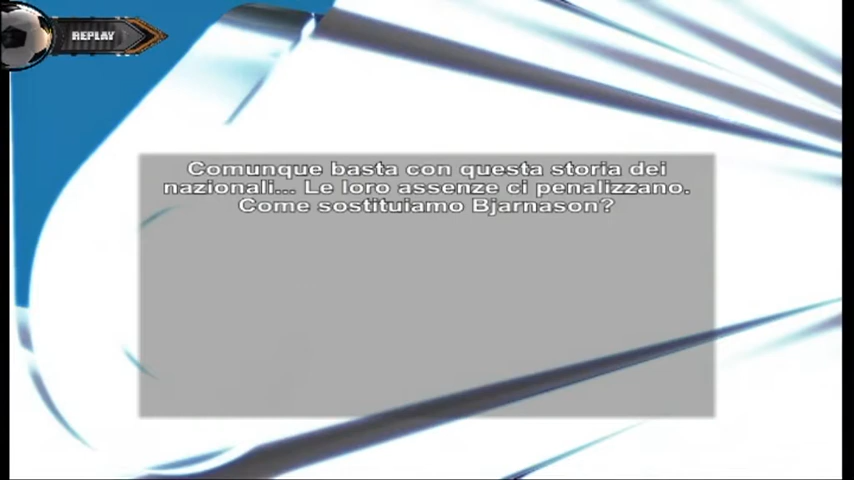 REPLAY
Comunque basta con questa storia dei
nazionali... Le loro assenze ci penalizzano.
Come sostituiamo Bjarnason?